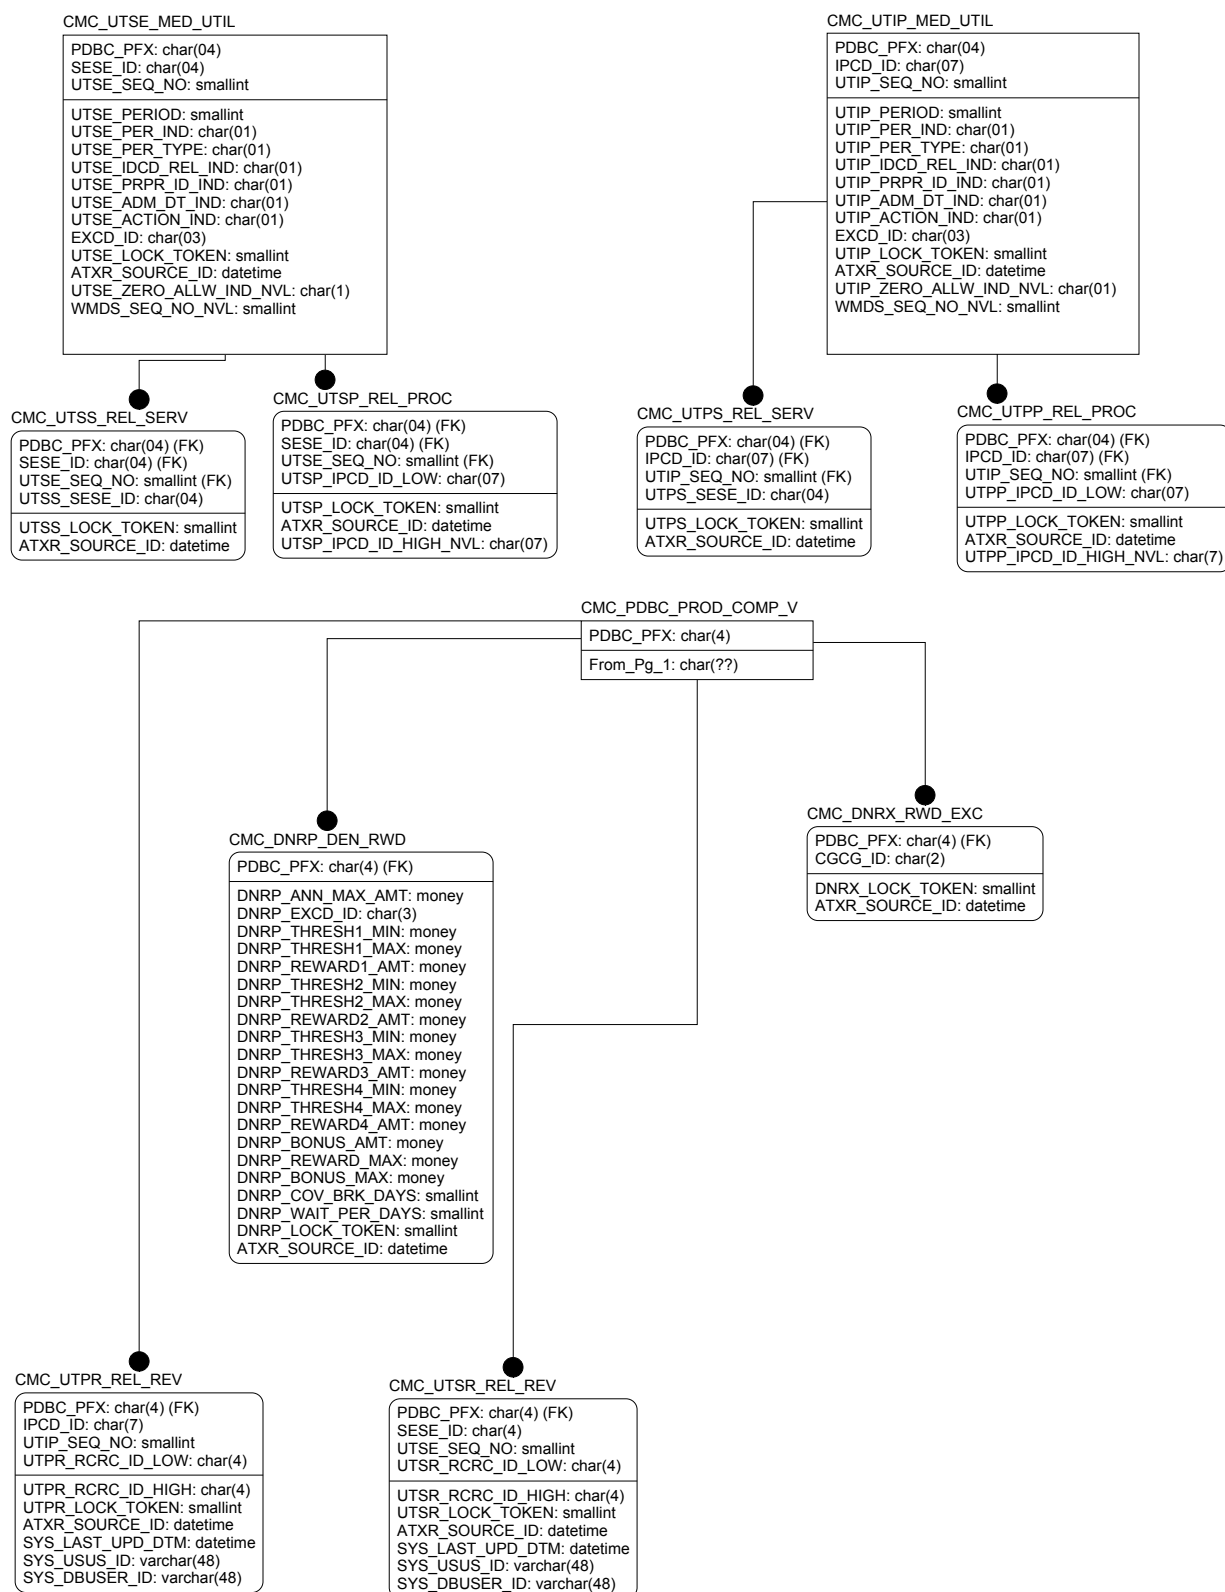 CMC_UTSE_MED_UTIL
PDBC_PFX: char(04)
SESE_ID: char(04)
UTSE_SEQ_NO: smallint
UTSE_PERIOD: smallint
UTSE_PER_IND: char(01)
UTSE_PER_TYPE: char(01)
UTSE_IDCD_REL_IND: char(01)
UTSE_PRPR_ID_IND: char(01)
UTSE_ADM_DT_IND: char(01)
UTSE_ACTION_IND: char(01)
EXCD_ID: char(03)
UTSE_LOCK_TOKEN: smallint
ATXR_SOURCE_ID: datetime
UTSE_ZERO_ALLW_IND_NVL: char(1)
WMDS_SEQ_NO_NVL: smallint
CMC_UTIP_MED_UTIL
PDBC_PFX: char(04)
IPCD_ID: char(07)
UTIP_SEQ_NO: smallint
UTIP_PERIOD: smallint
UTIP_PER_IND: char(01)
UTIP_PER_TYPE: char(01)
UTIP_IDCD_REL_IND: char(01)
UTIP_PRPR_ID_IND: char(01)
UTIP_ADM_DT_IND: char(01)
UTIP_ACTION_IND: char(01)
EXCD_ID: char(03)
UTIP_LOCK_TOKEN: smallint
ATXR_SOURCE_ID: datetime
UTIP_ZERO_ALLW_IND_NVL: char(01)
WMDS_SEQ_NO_NVL: smallint
CMC_UTSS_REL_SERV
PDBC_PFX: char(04) (FK)
SESE_ID: char(04) (FK)
UTSE_SEQ_NO: smallint (FK)
UTSS_SESE_ID: char(04)
UTSS_LOCK_TOKEN: smallint
ATXR_SOURCE_ID: datetime
CMC_UTSP_REL_PROC
PDBC_PFX: char(04) (FK)
SESE_ID: char(04) (FK)
UTSE_SEQ_NO: smallint (FK)
UTSP_IPCD_ID_LOW: char(07)
UTSP_LOCK_TOKEN: smallint
ATXR_SOURCE_ID: datetime
UTSP_IPCD_ID_HIGH_NVL: char(07)
CMC_UTPS_REL_SERV
PDBC_PFX: char(04) (FK)
IPCD_ID: char(07) (FK)
UTIP_SEQ_NO: smallint (FK)
UTPS_SESE_ID: char(04)
UTPS_LOCK_TOKEN: smallint
ATXR_SOURCE_ID: datetime
CMC_UTPP_REL_PROC
PDBC_PFX: char(04) (FK)
IPCD_ID: char(07) (FK)
UTIP_SEQ_NO: smallint (FK)
UTPP_IPCD_ID_LOW: char(07)
UTPP_LOCK_TOKEN: smallint
ATXR_SOURCE_ID: datetime
UTPP_IPCD_ID_HIGH_NVL: char(7)
CMC_PDBC_PROD_COMP_V
PDBC_PFX: char(4)
From_Pg_1: char(??)
CMC_DNRP_DEN_RWD
PDBC_PFX: char(4) (FK)
DNRP_ANN_MAX_AMT: money
DNRP_EXCD_ID: char(3)
DNRP_THRESH1_MIN: money
DNRP_THRESH1_MAX: money
DNRP_REWARD1_AMT: money
DNRP_THRESH2_MIN: money
DNRP_THRESH2_MAX: money
DNRP_REWARD2_AMT: money
DNRP_THRESH3_MIN: money
DNRP_THRESH3_MAX: money
DNRP_REWARD3_AMT: money
DNRP_THRESH4_MIN: money
DNRP_THRESH4_MAX: money
DNRP_REWARD4_AMT: money
DNRP_BONUS_AMT: money
DNRP_REWARD_MAX: money
DNRP_BONUS_MAX: money
DNRP_COV_BRK_DAYS: smallint
DNRP_WAIT_PER_DAYS: smallint
DNRP_LOCK_TOKEN: smallint
ATXR_SOURCE_ID: datetime
CMC_DNRX_RWD_EXC
PDBC_PFX: char(4) (FK)
CGCG_ID: char(2)
DNRX_LOCK_TOKEN: smallint
ATXR_SOURCE_ID: datetime
CMC_UTPR_REL_REV
PDBC_PFX: char(4) (FK)
IPCD_ID: char(7)
UTIP_SEQ_NO: smallint
UTPR_RCRC_ID_LOW: char(4)
UTPR_RCRC_ID_HIGH: char(4)
UTPR_LOCK_TOKEN: smallint
ATXR_SOURCE_ID: datetime
SYS_LAST_UPD_DTM: datetime
SYS_USUS_ID: varchar(48)
SYS_DBUSER_ID: varchar(48)
CMC_UTSR_REL_REV
PDBC_PFX: char(4) (FK)
SESE_ID: char(4)
UTSE_SEQ_NO: smallint
UTSR_RCRC_ID_LOW: char(4)
UTSR_RCRC_ID_HIGH: char(4)
UTSR_LOCK_TOKEN: smallint
ATXR_SOURCE_ID: datetime
SYS_LAST_UPD_DTM: datetime
SYS_USUS_ID: varchar(48)
SYS_DBUSER_ID: varchar(48)